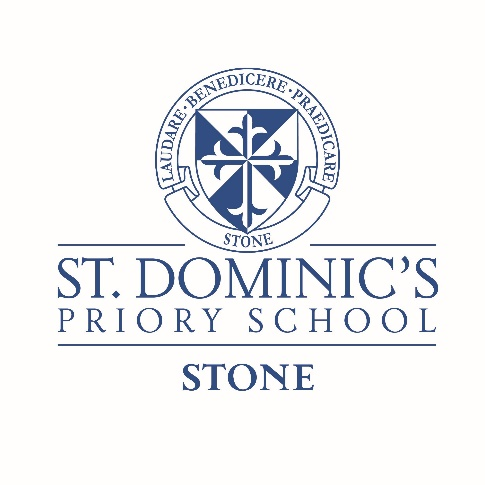 LAUDARE · BENEDICERE · PRAEDICARE
STONE
ST. DOMINIC'S
PRIORY SCHOOL
STONE